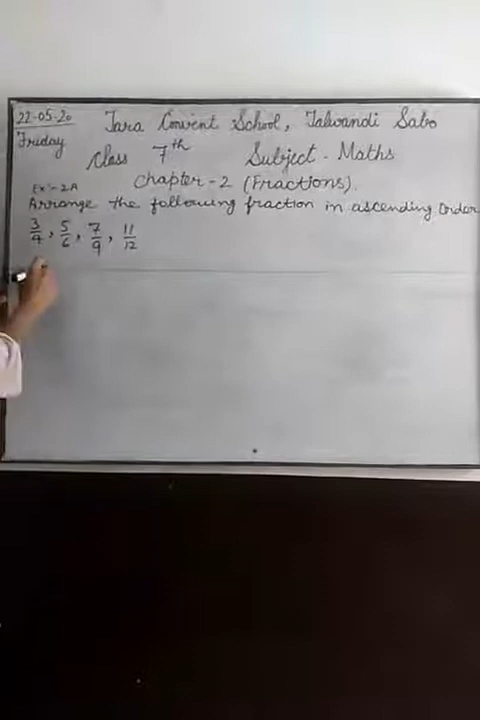 22-05-20 Tara Convent School, Talwandi Sabo
Friday Class 7th Subject - Maths
Chapter - 2 (Fractions).
Ex - 2A
Arrange the following fraction in ascending order
3/4, 5/6, 7/9, 11/12